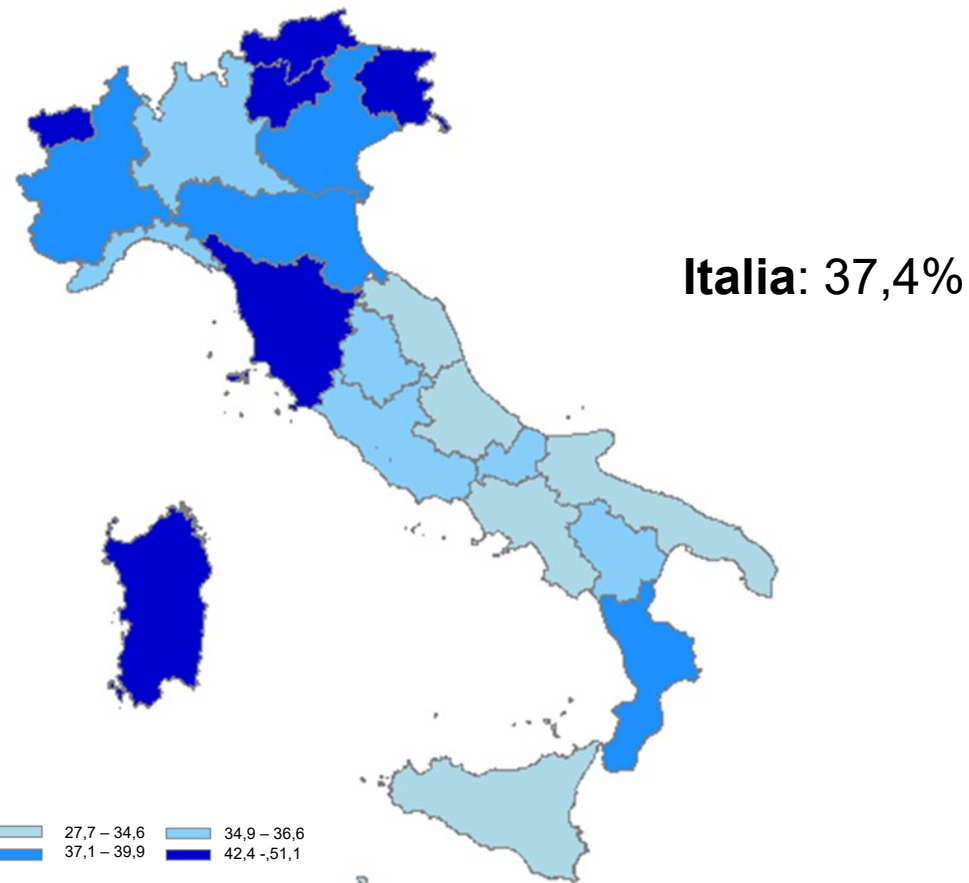 Italia: 37,4%
27,7 – 34,6 34,9 – 36,6
37,1 – 39,9 42,4 -,51,1